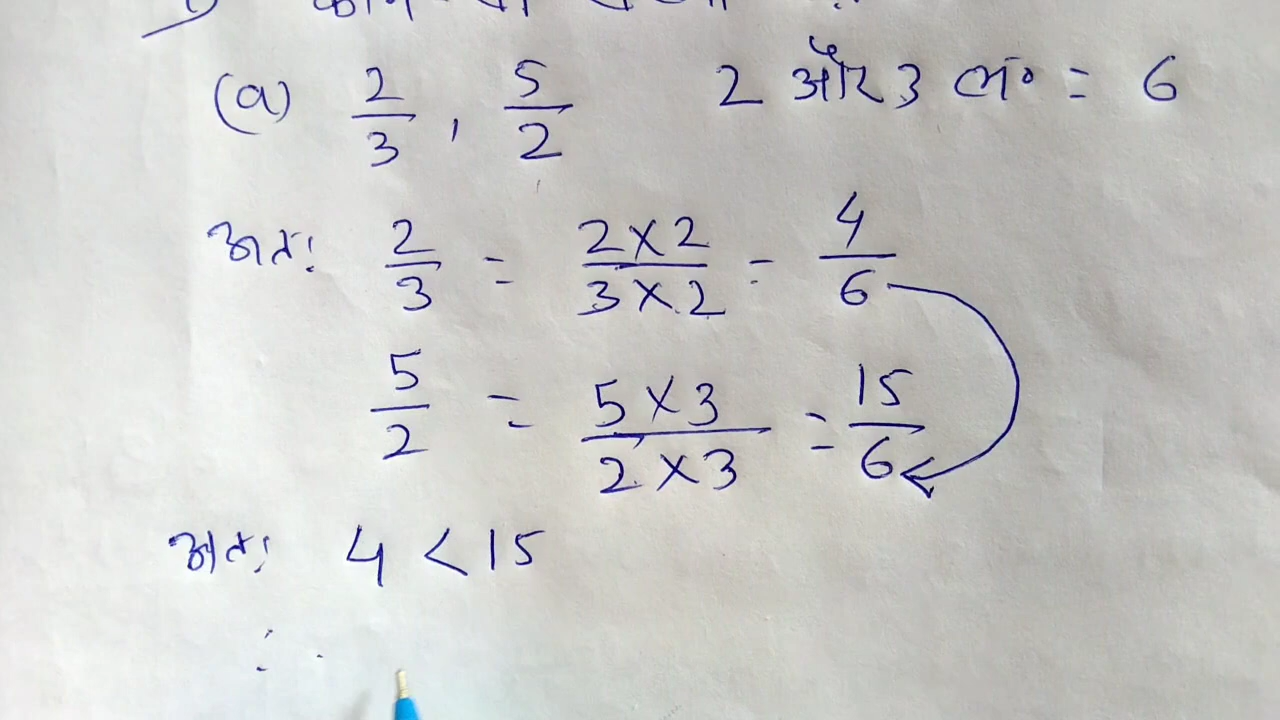 (a) 2/3 , 5/2 2 और 3 ल० = 6
अतः 2/3 = 2×2/3×2 = 4/6
5/2 = 5×3/2×3 = 15/6
अतः 4 < 15
∴